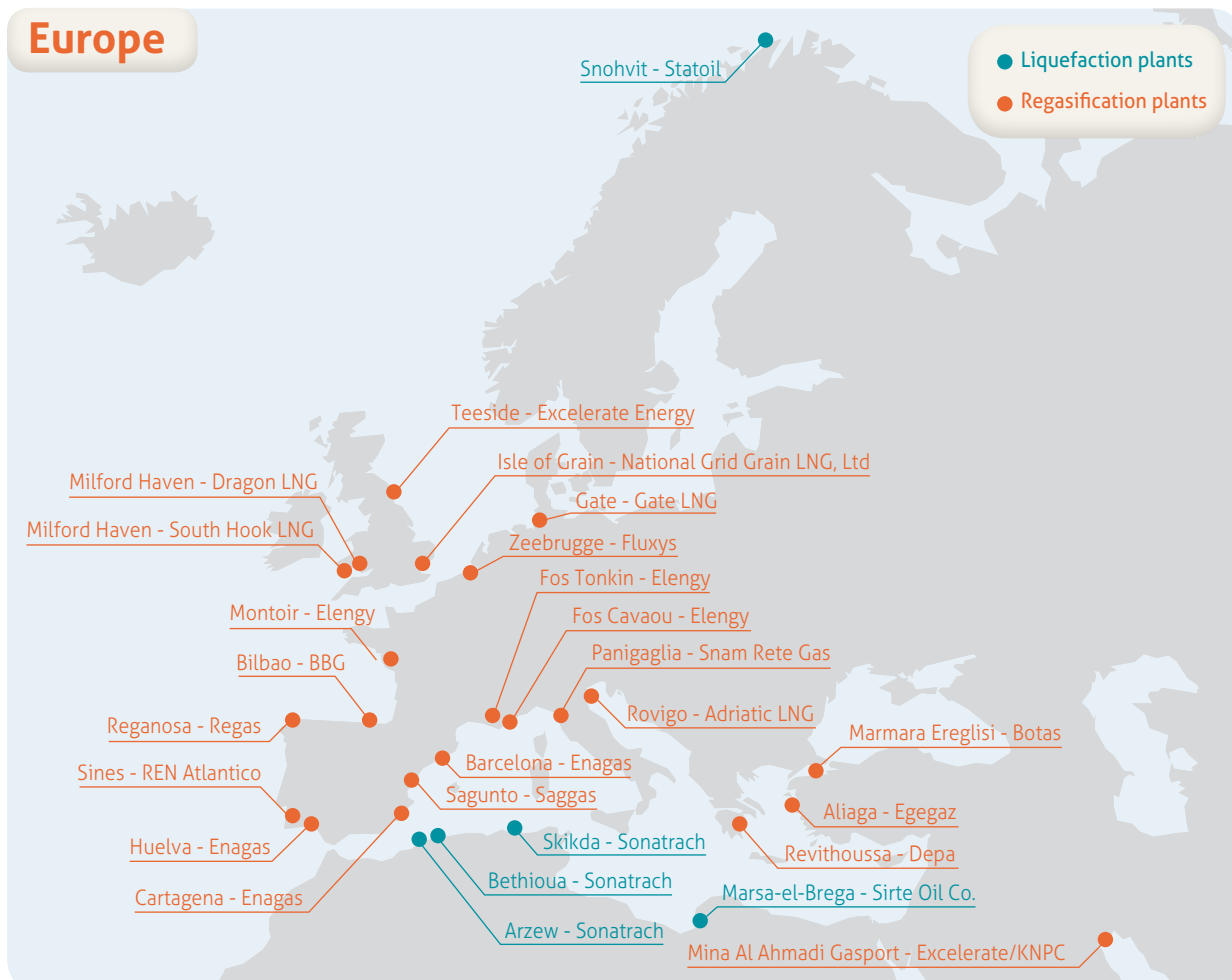 Europe
Liquefaction plants
Regasification plants
Snohvit - Statoil
Teeside - Excelerate Energy
Isle of Grain - National Grid Grain LNG, Ltd
Milford Haven - Dragon LNG
Gate - Gate LNG
Milford Haven - South Hook LNG
Zeebrugge - Fluxys
Fos Tonkin - Elengy
Montoir - Elengy
Fos Cavaou - Elengy
Bilbao - BBG
Panigaglia - Snam Rete Gas
Reganosa - Regas
Rovigo - Adriatic LNG
Marmara Ereglisi - Botas
Sines - REN Atlantico
Barcelona - Enagas
Sagunto - Saggas
Aliaga - Egegaz
Huelva - Enagas
Skikda - Sonatrach
Revithoussa - Depa
Cartagena - Enagas
Bethioua - Sonatrach
Marsa-el-Brega - Sirte Oil Co.
Arzew - Sonatrach
Mina Al Ahmadi Gasport - Excelerate/KNPC